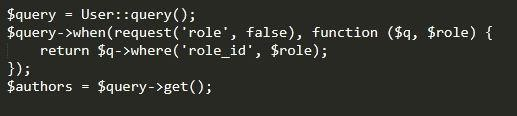 $query = User::query();
$query->when(request('role', false), function ($q, $role) {
    return $q->where('role_id', $role);
});
$authors = $query->get();